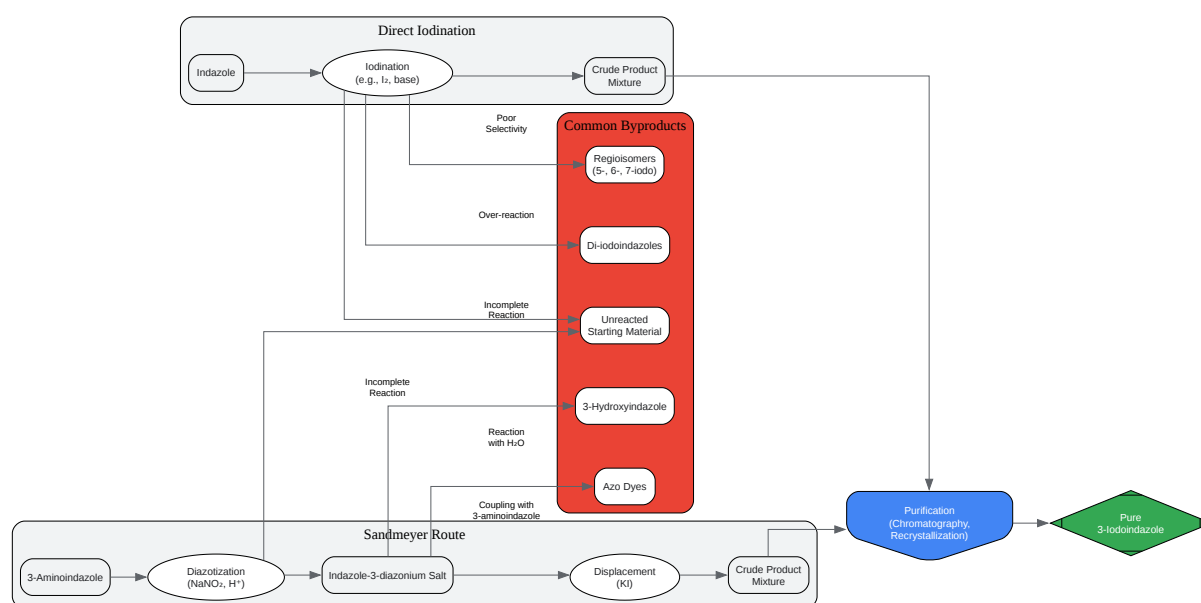 Direct Iodination
Indazole
Iodination
(e.g., I₂, base)
Crude Product
Mixture
Poor
Selectivity
Common Byproducts
Regioisomers
(5-, 6-, 7-iodo)
Over-reaction
Di-iodoindazoles
Incomplete
Reaction
Unreacted
Starting Material
Incomplete
Reaction
3-Hydroxyindazole
Reaction
with H₂O
Azo Dyes
Coupling with
3-aminoindazole
Sandmeyer Route
3-Aminoindazole
Diazotization
(NaNO₂, H⁺)
Indazole-3-diazonium Salt
Displacement
(KI)
Crude Product
Mixture
Purification
(Chromatography,
Recrystallization)
Pure
3-Iodoindazole